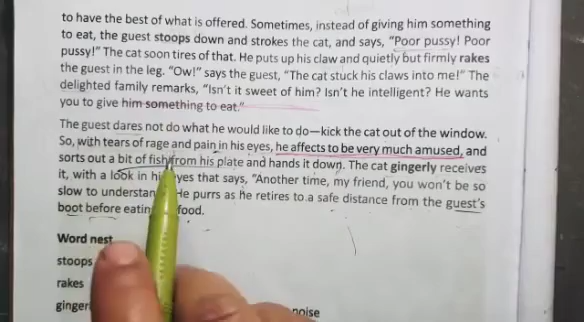 to have the best of what is offered. Sometimes, instead of giving him something
to eat, the guest stoops down and strokes the cat, and says, "Poor pussy! Poor
pussy!" The cat soon tires of that. He puts up his claw and quietly but firmly rakes
the guest in the leg. "Ow!" says the guest, "The cat stuck his claws into me!" The
delighted family remarks, "Isn't it sweet of him? Isn't he intelligent? He wants
you to give him something to eat."
The guest dares not do what he would like to do—kick the cat out of the window.
So, with tears of rage and pain in his eyes, he affects to be very much amused, and
sorts out a bit of fish from his plate and hands it down. The cat gingerly receives
it, with a look in his eyes that says, "Another time, my friend, you won't be so
slow to understan He purrs as he retires to a safe distance from the guest's
boot before eatin food.
Word nest
stoops
rakes
ginger
noise